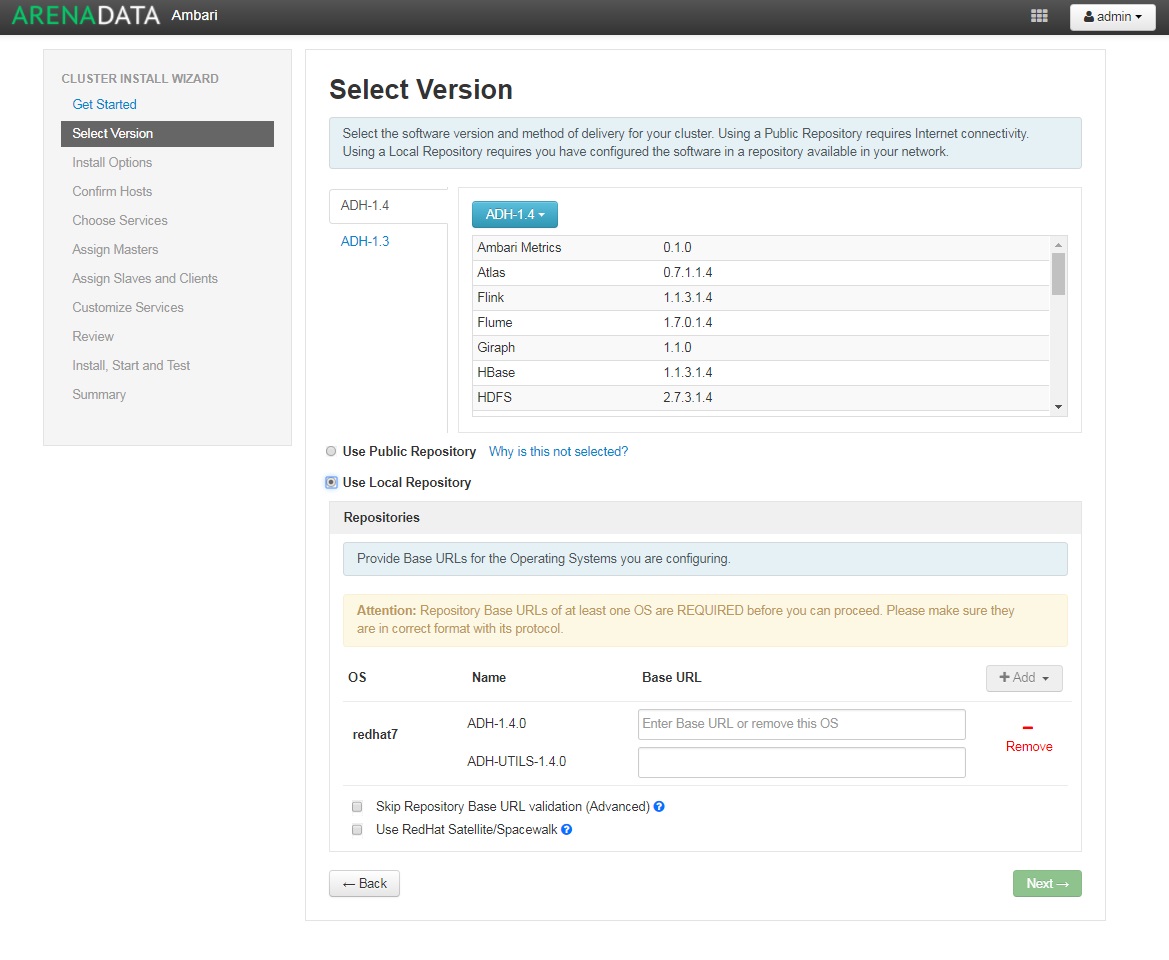 ARENADATA Ambari
admin
CLUSTER INSTALL WIZARD
Get Started
Select Version
Install Options
Confirm Hosts
Choose Services
Assign Masters
Assign Slaves and Clients
Customize Services
Review
Install, Start and Test
Summary
Select Version
Select the software version and method of delivery for your cluster. Using a Public Repository requires Internet connectivity.
Using a Local Repository requires you have configured the software in a repository available in your network.
ADH-1.4
ADH-1.3
ADH-1.4
Ambari Metrics 0.1.0
Atlas 0.7.1.1.4
Flink 1.1.3.1.4
Flume 1.7.0.1.4
Giraph 1.1.0
HBase 1.1.3.1.4
HDFS 2.7.3.1.4
Use Public Repository Why is this not selected?
Use Local Repository
Repositories
Provide Base URLs for the Operating Systems you are configuring.
Attention: Repository Base URLs of at least one OS are REQUIRED before you can proceed. Please make sure they
are in correct format with its protocol.
OS Name Base URL + Add
redhat7
ADH-1.4.0 Enter Base URL or remove this OS
ADH-UTILS-1.4.0
Remove
Skip Repository Base URL validation (Advanced) ?
Use RedHat Satellite/Spacewalk ?
← Back Next →